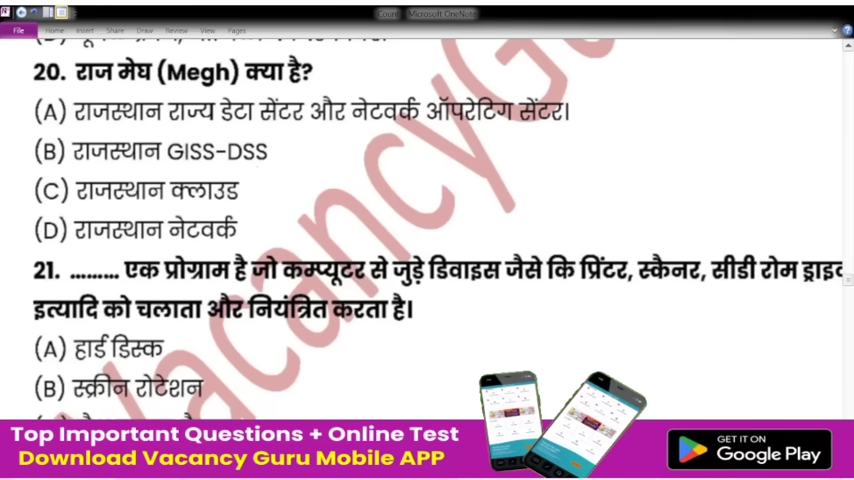 Count - Microsoft OneNote
File Home Insert Share Draw Review View Pages
20. राज मेघ (Megh) क्या है?
(A) राजस्थान राज्य डेटा सेंटर और नेटवर्क ऑपरेटिग सेंटर।
(B) राजस्थान GISS-DSS
(C) राजस्थान क्लाउड
(D) राजस्थान नेटवर्क
21. ......... एक प्रोग्राम है जो कम्प्यूटर से जुड़े डिवाइस जैसे कि प्रिंटर, स्कैनर, सीडी रोम
इत्यादि को चलाता और नियंत्रित करता है।
(A) हार्ड डिस्क
(B) स्क्रीन रोटेशन
Top Important Questions + Online Test
Download Vacancy Guru Mobile APP
GET IT ON
Google Play